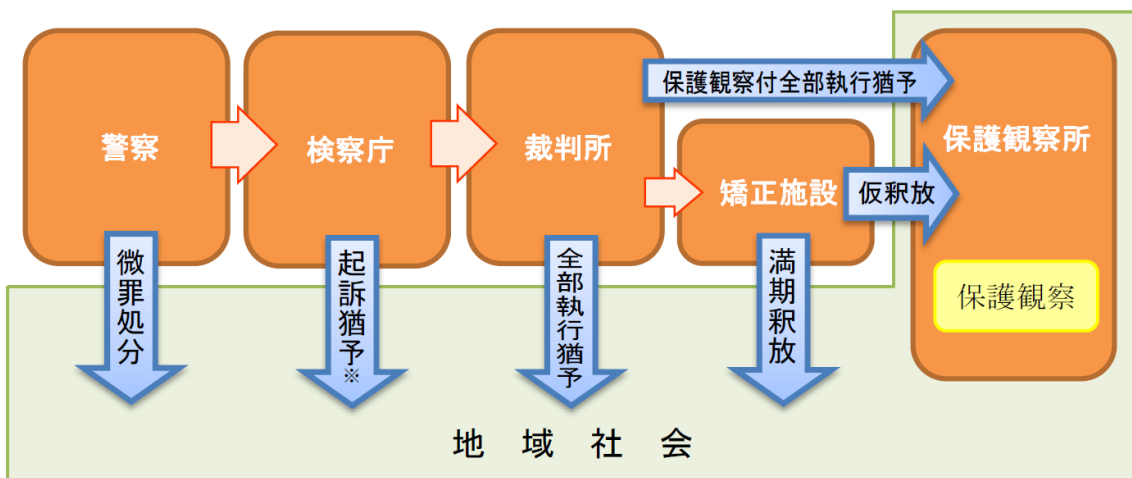 警察
検察庁
裁判所
矯正施設
保護観察付全部執行猶予
仮釈放
保護観察所
保護観察
微罪処分
起訴猶予※
全部執行猶予
満期釈放
地域社会